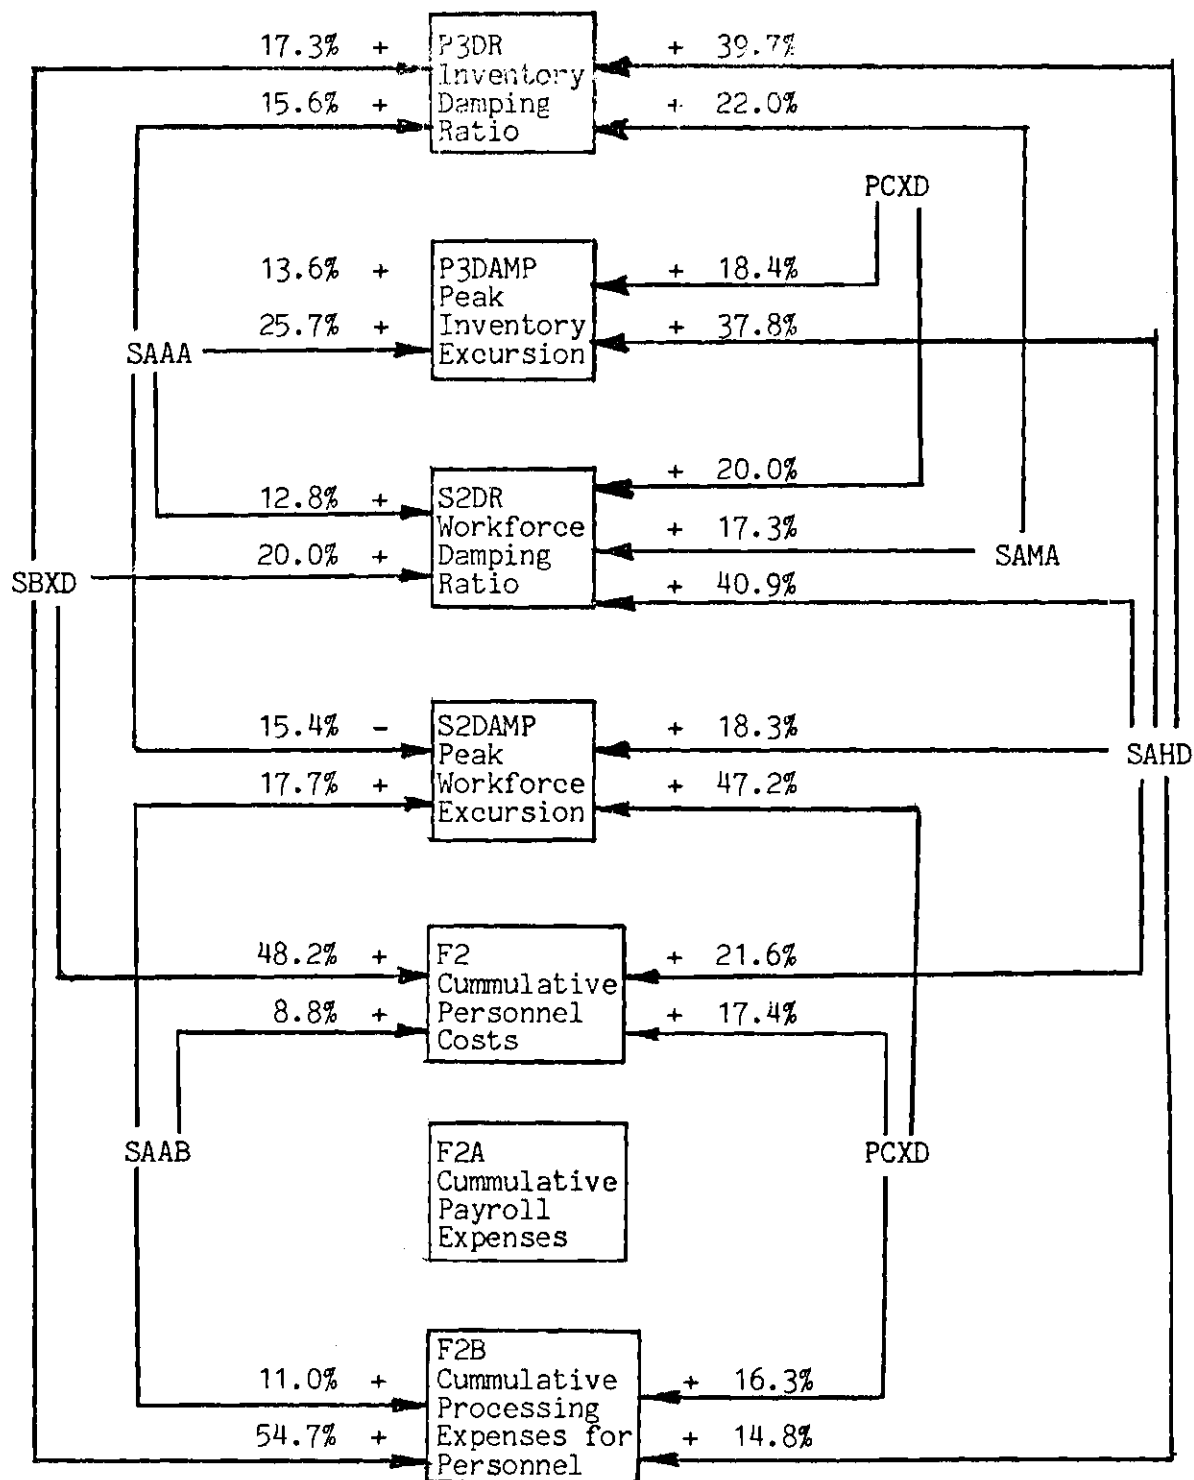 17.3% + P3DR + 39.7%
Inventory
15.6% + Damping + 22.0%
Ratio
PCXD
13.6% + P3DAMP + 18.4%
Peak
25.7% + Inventory + 37.8%
SAAA Excursion
S2DR + 20.0%
12.8% + Workforce
Damping + 17.3%
20.0% + Ratio + 40.9%
SBXD SAMA
15.4% - S2DAMP + 18.3%
Peak SAHD
17.7% + Workforce + 47.2%
Excursion
48.2% + F2 + 21.6%
Cummulative
8.8% + Personnel + 17.4%
Costs
SAAB F2A PCXD
Cummulative
Payroll
Expenses
F2B
11.0% + Cummulative + 16.3%
Processing
54.7% + Expenses for + 14.8%
Personnel